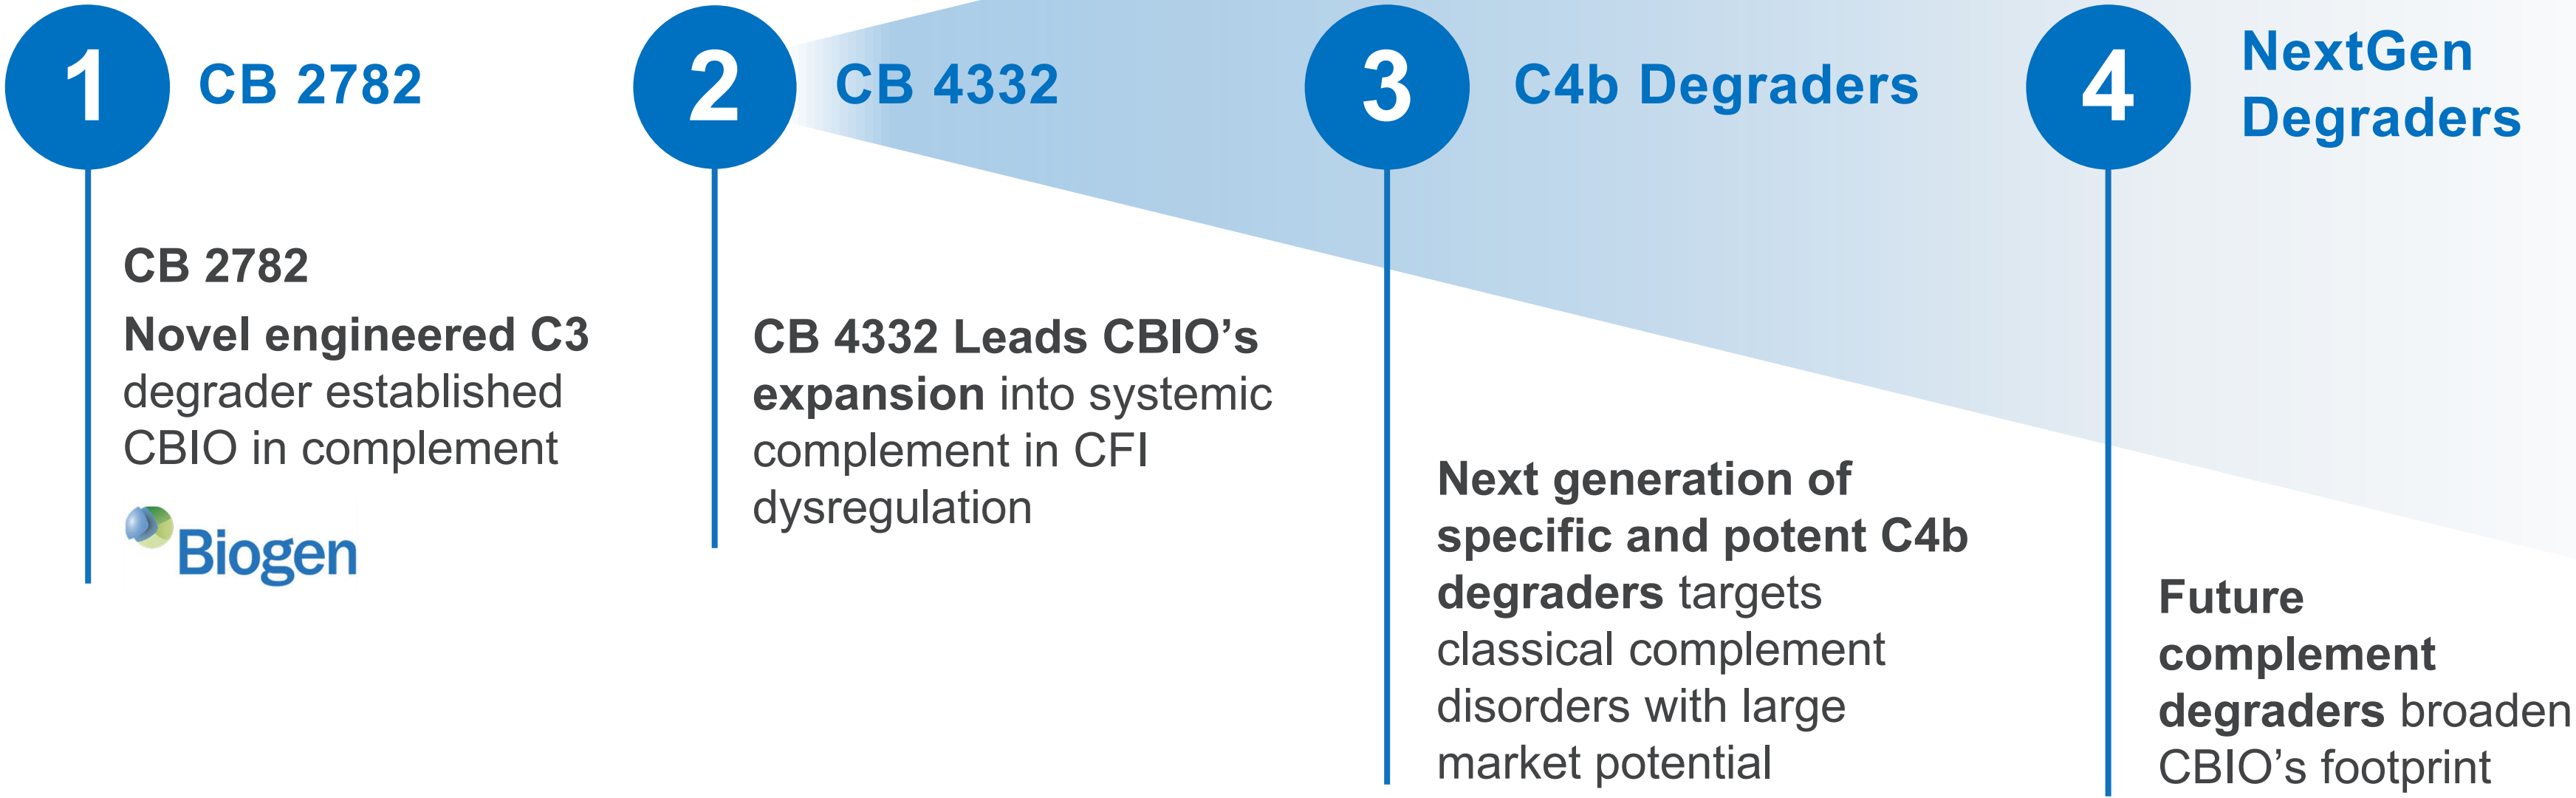 1
CB 2782
CB 2782
Novel engineered C3
degrader established
CBIO in complement
Biogen
2
CB 4332
CB 4332 Leads CBIO’s
expansion into systemic
complement in CFI
dysregulation
3
C4b Degraders
Next generation of
specific and potent C4b
degraders targets
classical complement
disorders with large
market potential
4
NextGen
Degraders
Future
complement
degraders broaden
CBIO’s footprint